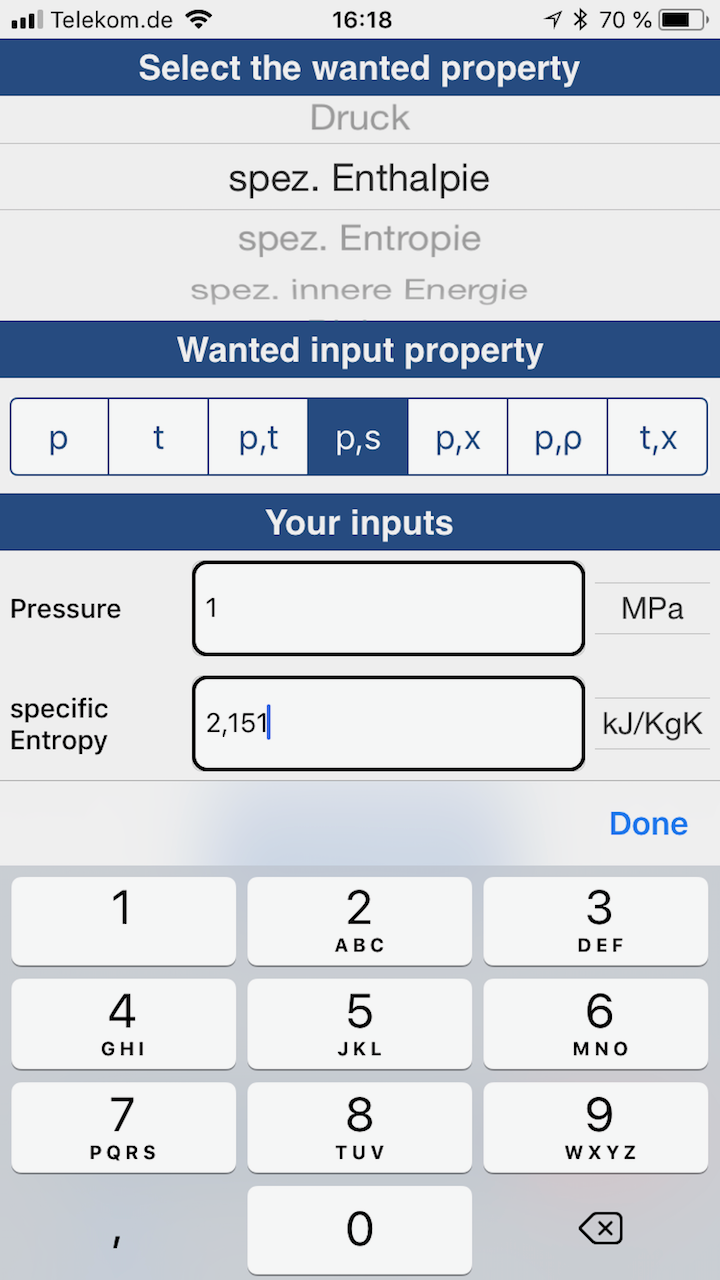 Telekom.de 16:18 70 %
Select the wanted property
Druck
spez. Enthalpie
spez. Entropie
spez. innere Energie
Wanted input property
p t p,t p,s p,x p,ρ t,x
Your inputs
Pressure 1 MPa
specific
Entropy 2,151 kJ/KgK
Done
1 2 3
ABC DEF
4 5 6
GHI JKL MNO
7 8 9
PQRS TUV WXYZ
, 0